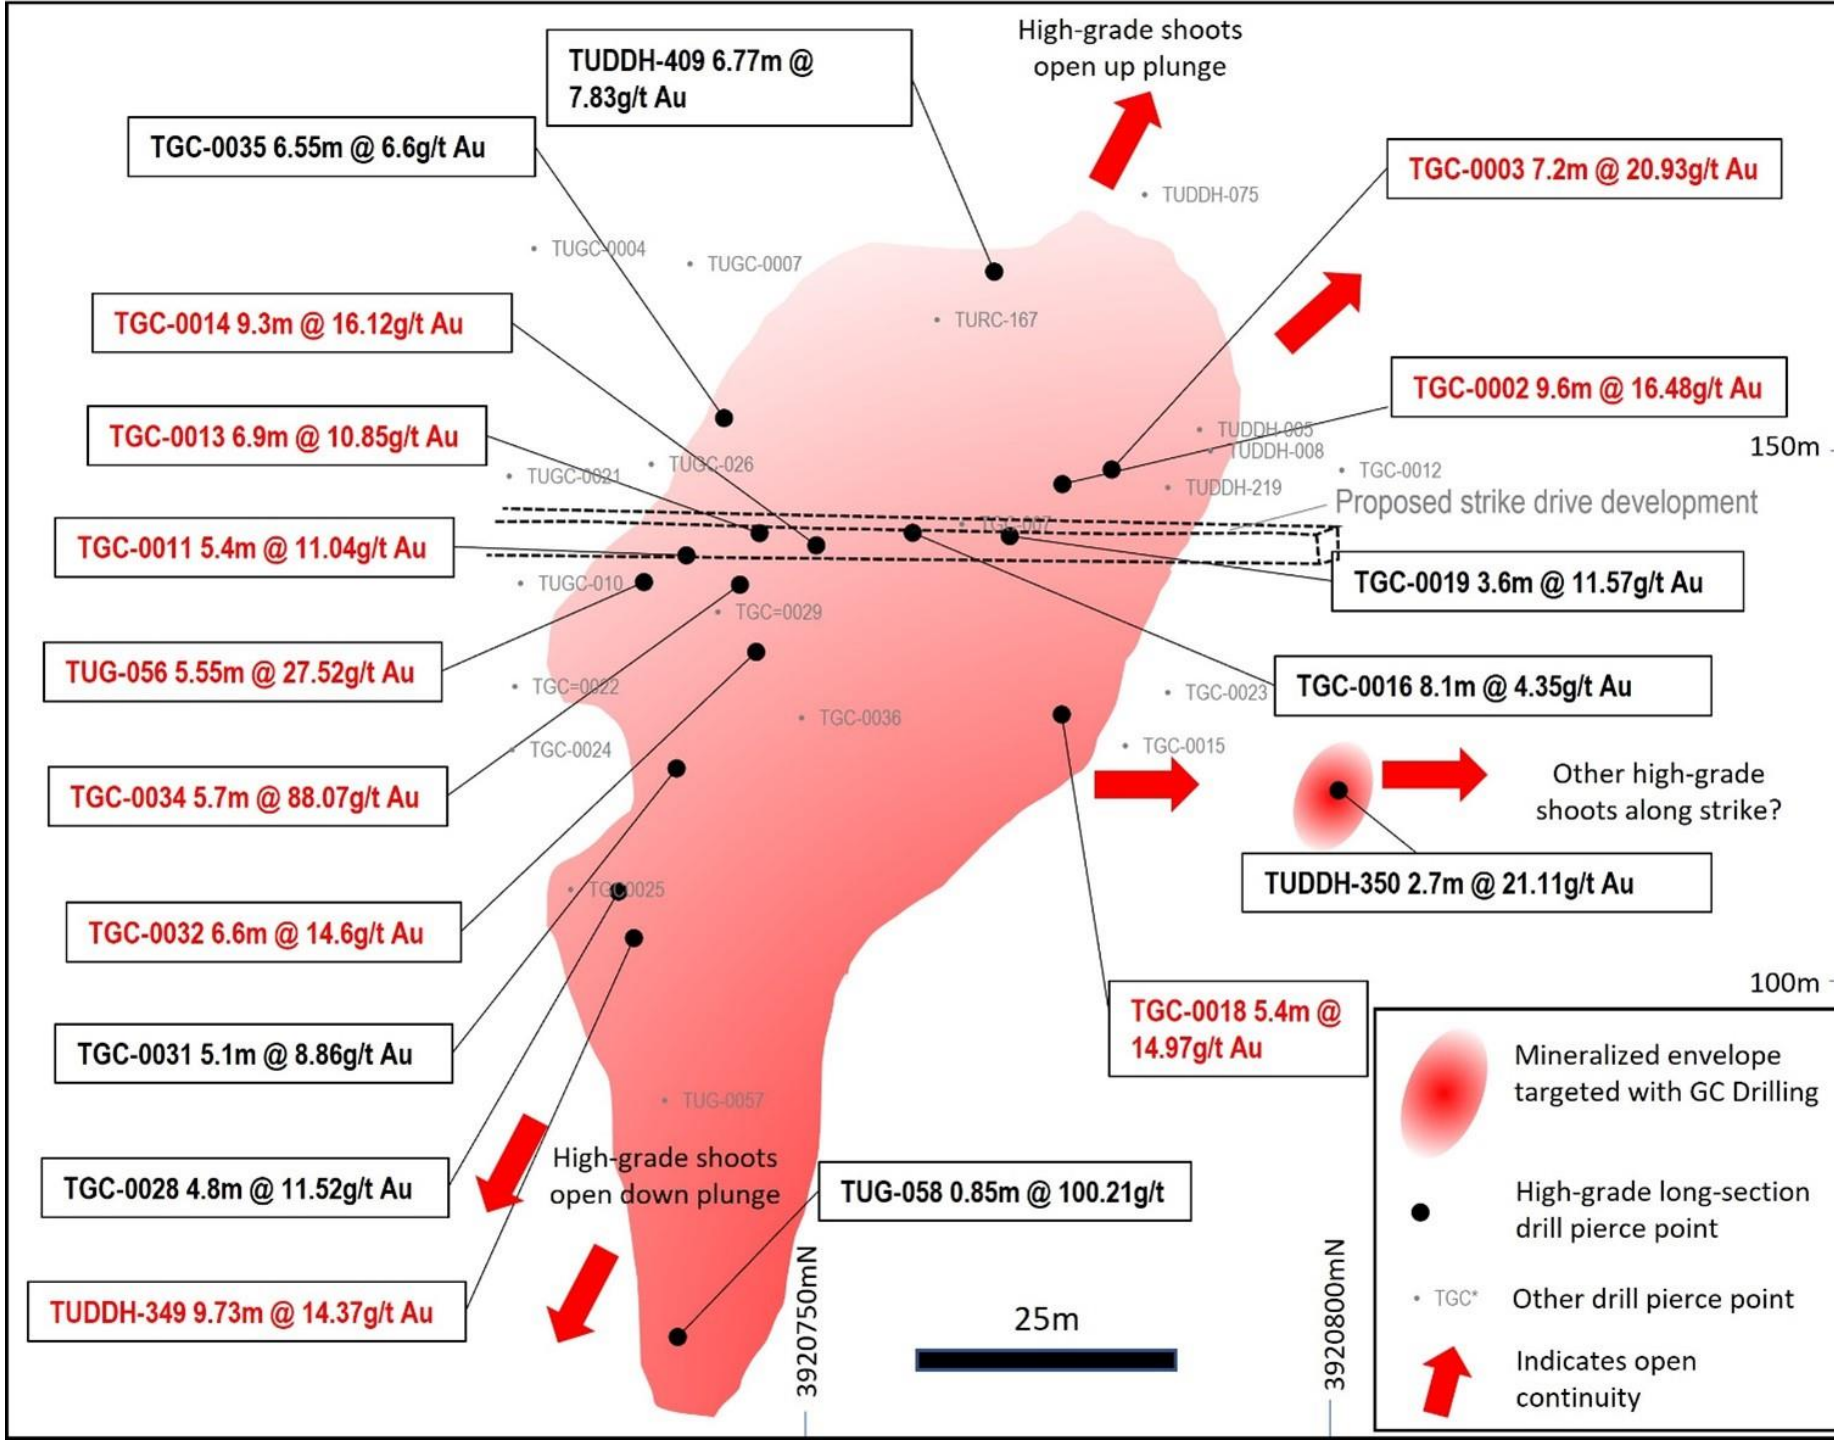 High-grade shoots
open up plunge
TUDDH-409 6.77m @
7.83g/t Au
TGC-0035 6.55m @ 6.6g/t Au
TGC-0003 7.2m @ 20.93g/t Au
TUDDH-075
TUGC-0004
TUGC-0007
TGC-0014 9.3m @ 16.12g/t Au
TURC-167
TGC-0002 9.6m @ 16.48g/t Au
TGC-0013 6.9m @ 10.85g/t Au
TUDDH-005
TUDDH-008
150m
TUGC-026
TUGC-0021
TGC-0012
TUDDH-219
Proposed strike drive development
TGC-007
TGC-0011 5.4m @ 11.04g/t Au
TUGC-010
TGC-0019 3.6m @ 11.57g/t Au
TGC=0029
TUG-056 5.55m @ 27.52g/t Au
TGC=0022
TGC-0023
TGC-0016 8.1m @ 4.35g/t Au
TGC-0036
TGC-0024
TGC-0015
TGC-0034 5.7m @ 88.07g/t Au
Other high-grade
shoots along strike?
TUDDH-350 2.7m @ 21.11g/t Au
TGC0025
TGC-0032 6.6m @ 14.6g/t Au
100m
TGC-0018 5.4m @
14.97g/t Au
TGC-0031 5.1m @ 8.86g/t Au
TUG-0057
High-grade shoots
open down plunge
TGC-0028 4.8m @ 11.52g/t Au
TUG-058 0.85m @ 100.21g/t
TUDDH-349 9.73m @ 14.37g/t Au
25m
3920750mN
3920800mN
Mineralized envelope
targeted with GC Drilling
High-grade long-section
drill pierce point
TGC*
Other drill pierce point
Indicates open
continuity